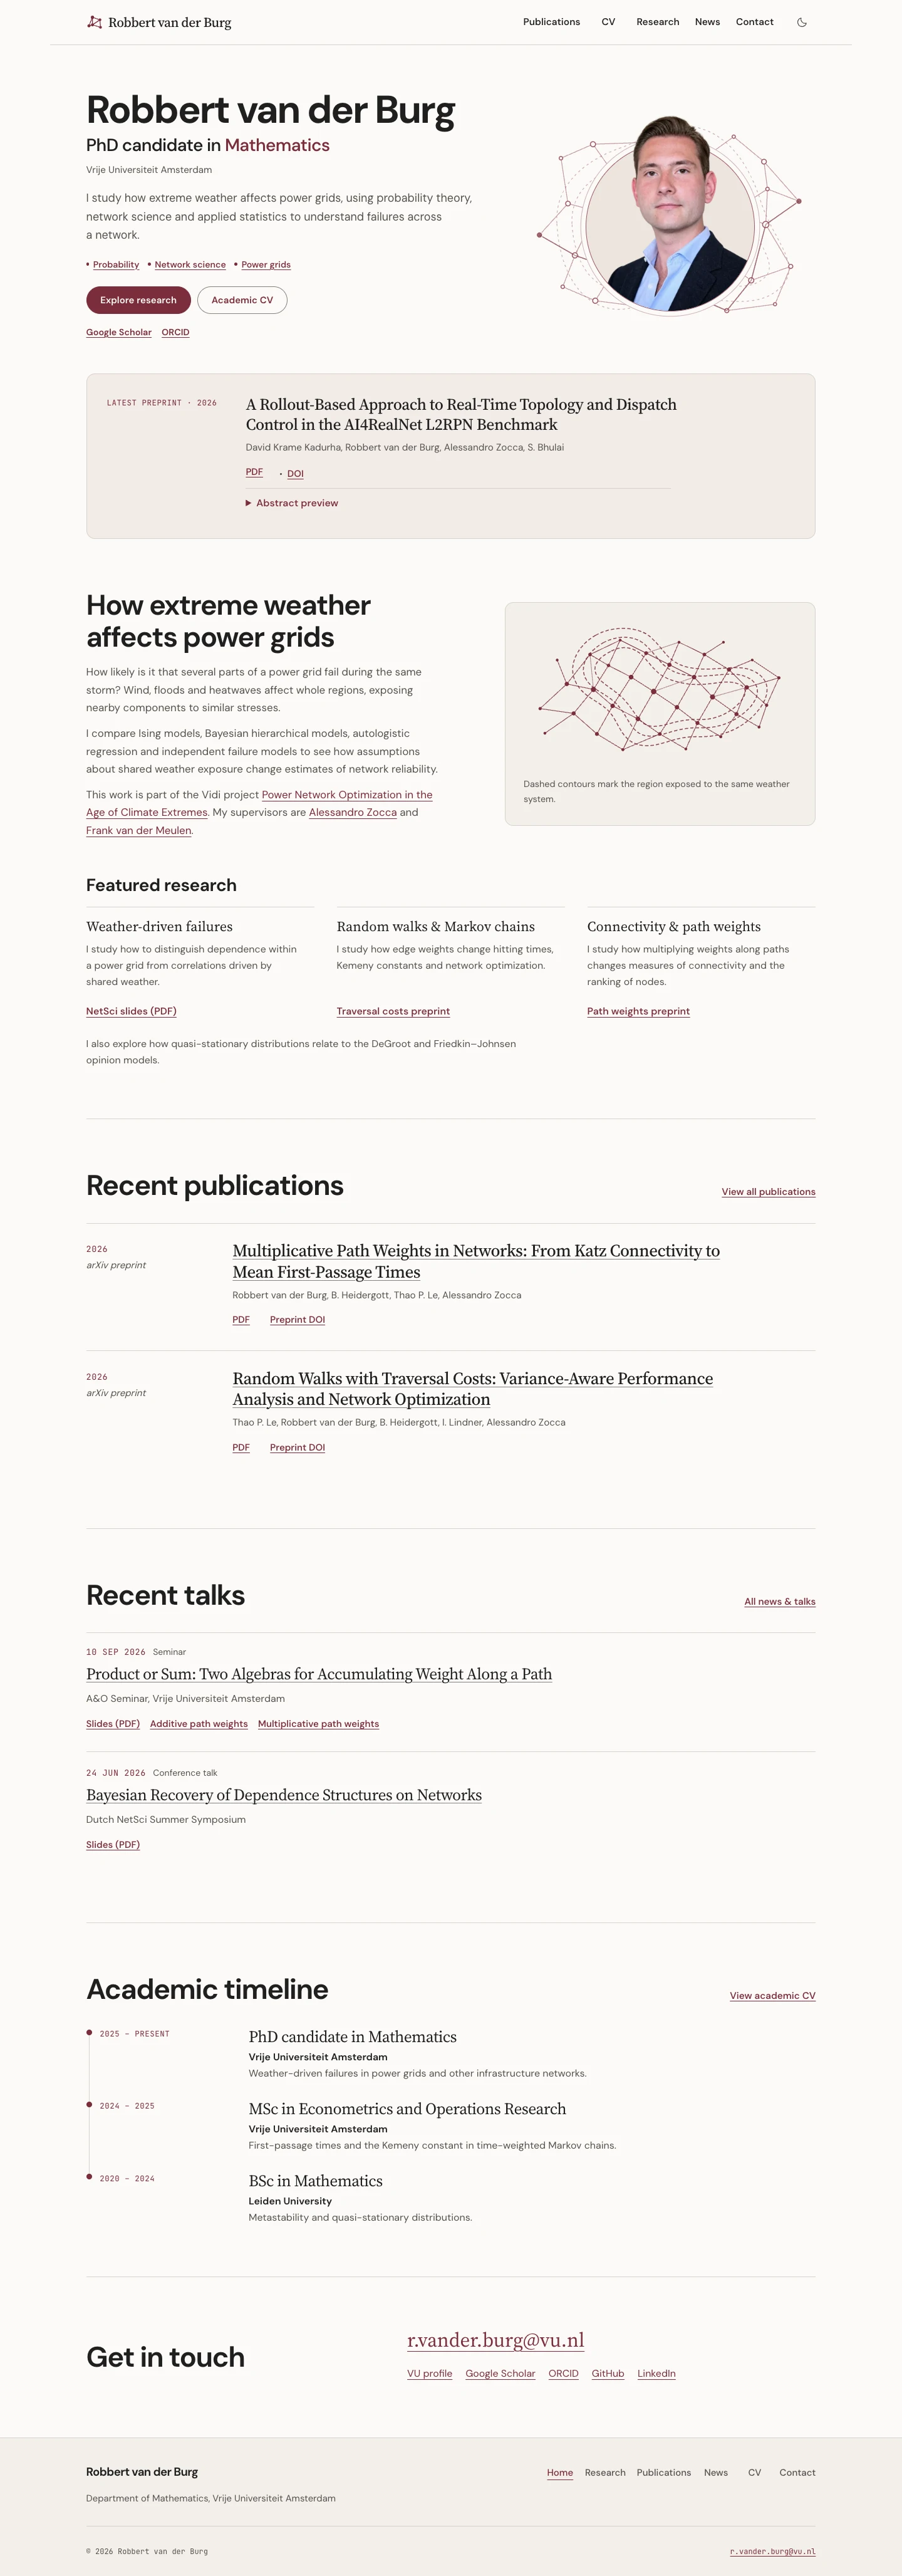 Robbert van der Burg
Publications CV Research News Contact
Robbert van der Burg
PhD candidate in Mathematics
Vrije Universiteit Amsterdam
I study how extreme weather affects power grids, using probability theory,
network science and applied statistics to understand failures across
a network.
• Probability • Network science • Power grids
Explore research Academic CV
Google Scholar ORCID
LATEST PREPRINT · 2026
A Rollout-Based Approach to Real-Time Topology and Dispatch
Control in the AI4RealNet L2RPN Benchmark
David Krame Kadurha, Robbert van der Burg, Alessandro Zocca, S. Bhulai
PDF · DOI
Abstract preview
How extreme weather
affects power grids
How likely is it that several parts of a power grid fail during the same
storm? Wind, floods and heatwaves affect whole regions, exposing
nearby components to similar stresses.
I compare Ising models, Bayesian hierarchical models, autologistic
regression and independent failure models to see how assumptions
about shared weather exposure change estimates of network reliability.
This work is part of the Vidi project Power Network Optimization in the
Age of Climate Extremes. My supervisors are Alessandro Zocca and
Frank van der Meulen.
Dashed contours mark the region exposed to the same weather
system.
Featured research
Weather-driven failures
I study how to distinguish dependence within
a power grid from correlations driven by
shared weather.
NetSci slides (PDF)
Random walks & Markov chains
I study how edge weights change hitting times,
Kemeny constants and network optimization.
Traversal costs preprint
Connectivity & path weights
I study how multiplying weights along paths
changes measures of connectivity and the
ranking of nodes.
Path weights preprint
I also explore how quasi-stationary distributions relate to the DeGroot and Friedkin–Johnsen
opinion models.
Recent publications
View all publications
2026
arXiv preprint
Multiplicative Path Weights in Networks: From Katz Connectivity to
Mean First-Passage Times
Robbert van der Burg, B. Heidergott, Thao P. Le, Alessandro Zocca
PDF Preprint DOI
2026
arXiv preprint
Random Walks with Traversal Costs: Variance-Aware Performance
Analysis and Network Optimization
Thao P. Le, Robbert van der Burg, B. Heidergott, I. Lindner, Alessandro Zocca
PDF Preprint DOI
Recent talks
All news & talks
10 SEP 2026 Seminar
Product or Sum: Two Algebras for Accumulating Weight Along a Path
A&O Seminar, Vrije Universiteit Amsterdam
Slides (PDF) Additive path weights Multiplicative path weights
24 JUN 2026 Conference talk
Bayesian Recovery of Dependence Structures on Networks
Dutch NetSci Summer Symposium
Slides (PDF)
Academic timeline
View academic CV
2025 – PRESENT
PhD candidate in Mathematics
Vrije Universiteit Amsterdam
Weather-driven failures in power grids and other infrastructure networks.
2024 – 2025
MSc in Econometrics and Operations Research
Vrije Universiteit Amsterdam
First-passage times and the Kemeny constant in time-weighted Markov chains.
2020 – 2024
BSc in Mathematics
Leiden University
Metastability and quasi-stationary distributions.
Get in touch
r.vander.burg@vu.nl
VU profile Google Scholar ORCID GitHub LinkedIn
Robbert van der Burg
Home Research Publications News CV Contact
Department of Mathematics, Vrije Universiteit Amsterdam
© 2026 Robbert van der Burg
r.vander.burg@vu.nl